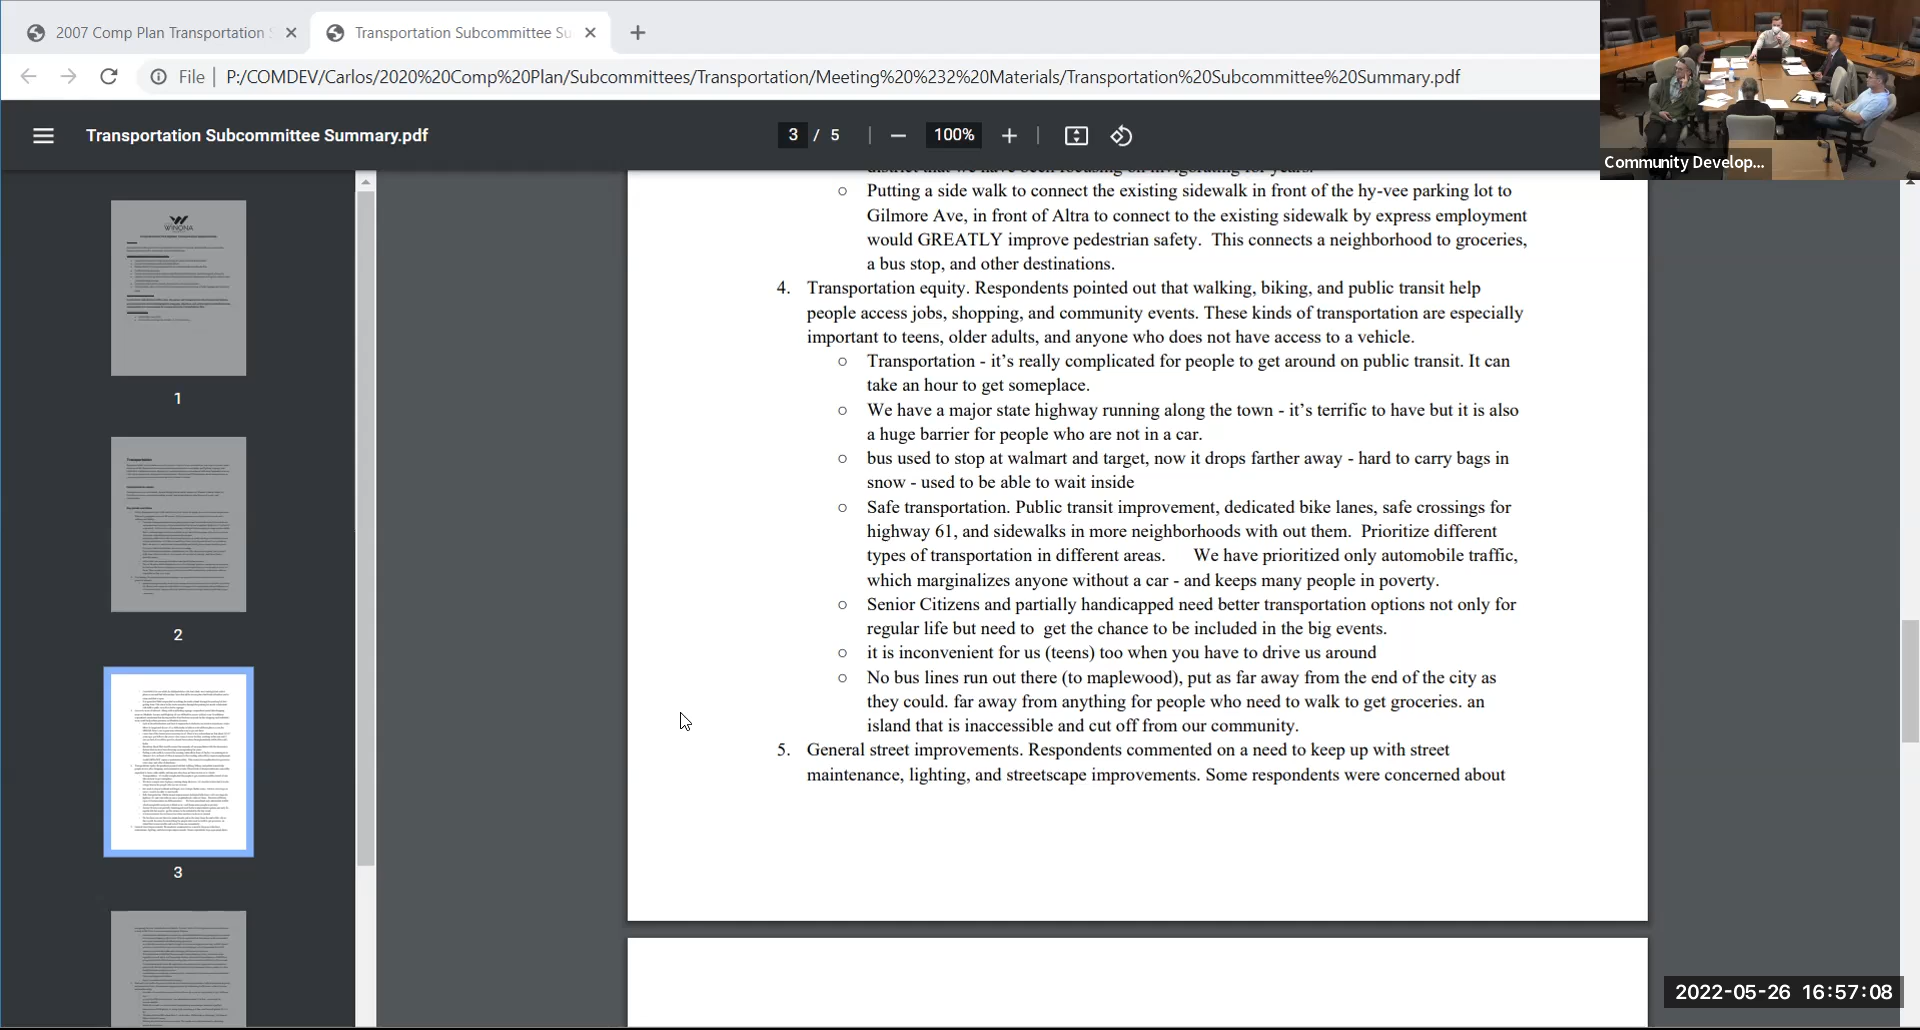 2007 Comp Plan Transportation
Transportation Subcommittee Su
File
P:/COMDEV/Carlos/2020%20Comp%20Plan/Subcommittees/Transportation/Meeting%20%232%20Materials/Transportation%20Subcommittee%20Summary.pdf
Community Develop...
Transportation Subcommittee Summary.pdf
3 / 5
100%
WINONA
1
2
3
district that we have been focusing on invigorating for years.
○ Putting a side walk to connect the existing sidewalk in front of the hy-vee parking lot to
Gilmore Ave, in front of Altra to connect to the existing sidewalk by express employment
would GREATLY improve pedestrian safety.  This connects a neighborhood to groceries,
a bus stop, and other destinations.
4. Transportation equity. Respondents pointed out that walking, biking, and public transit help
people access jobs, shopping, and community events. These kinds of transportation are especially
important to teens, older adults, and anyone who does not have access to a vehicle.
○ Transportation - it’s really complicated for people to get around on public transit. It can
take an hour to get someplace.
○ We have a major state highway running along the town - it’s terrific to have but it is also
a huge barrier for people who are not in a car.
○ bus used to stop at walmart and target, now it drops farther away - hard to carry bags in
snow - used to be able to wait inside
○ Safe transportation. Public transit improvement, dedicated bike lanes, safe crossings for
highway 61, and sidewalks in more neighborhoods with out them.  Prioritize different
types of transportation in different areas.     We have prioritized only automobile traffic,
which marginalizes anyone without a car - and keeps many people in poverty.
○ Senior Citizens and partially handicapped need better transportation options not only for
regular life but need to  get the chance to be included in the big events.
○ it is inconvenient for us (teens) too when you have to drive us around
○ No bus lines run out there (to maplewood), put as far away from the end of the city as
they could. far away from anything for people who need to walk to get groceries. an
island that is inaccessible and cut off from our community.
5. General street improvements. Respondents commented on a need to keep up with street
maintenance, lighting, and streetscape improvements. Some respondents were concerned about
2022-05-26 16:57:08